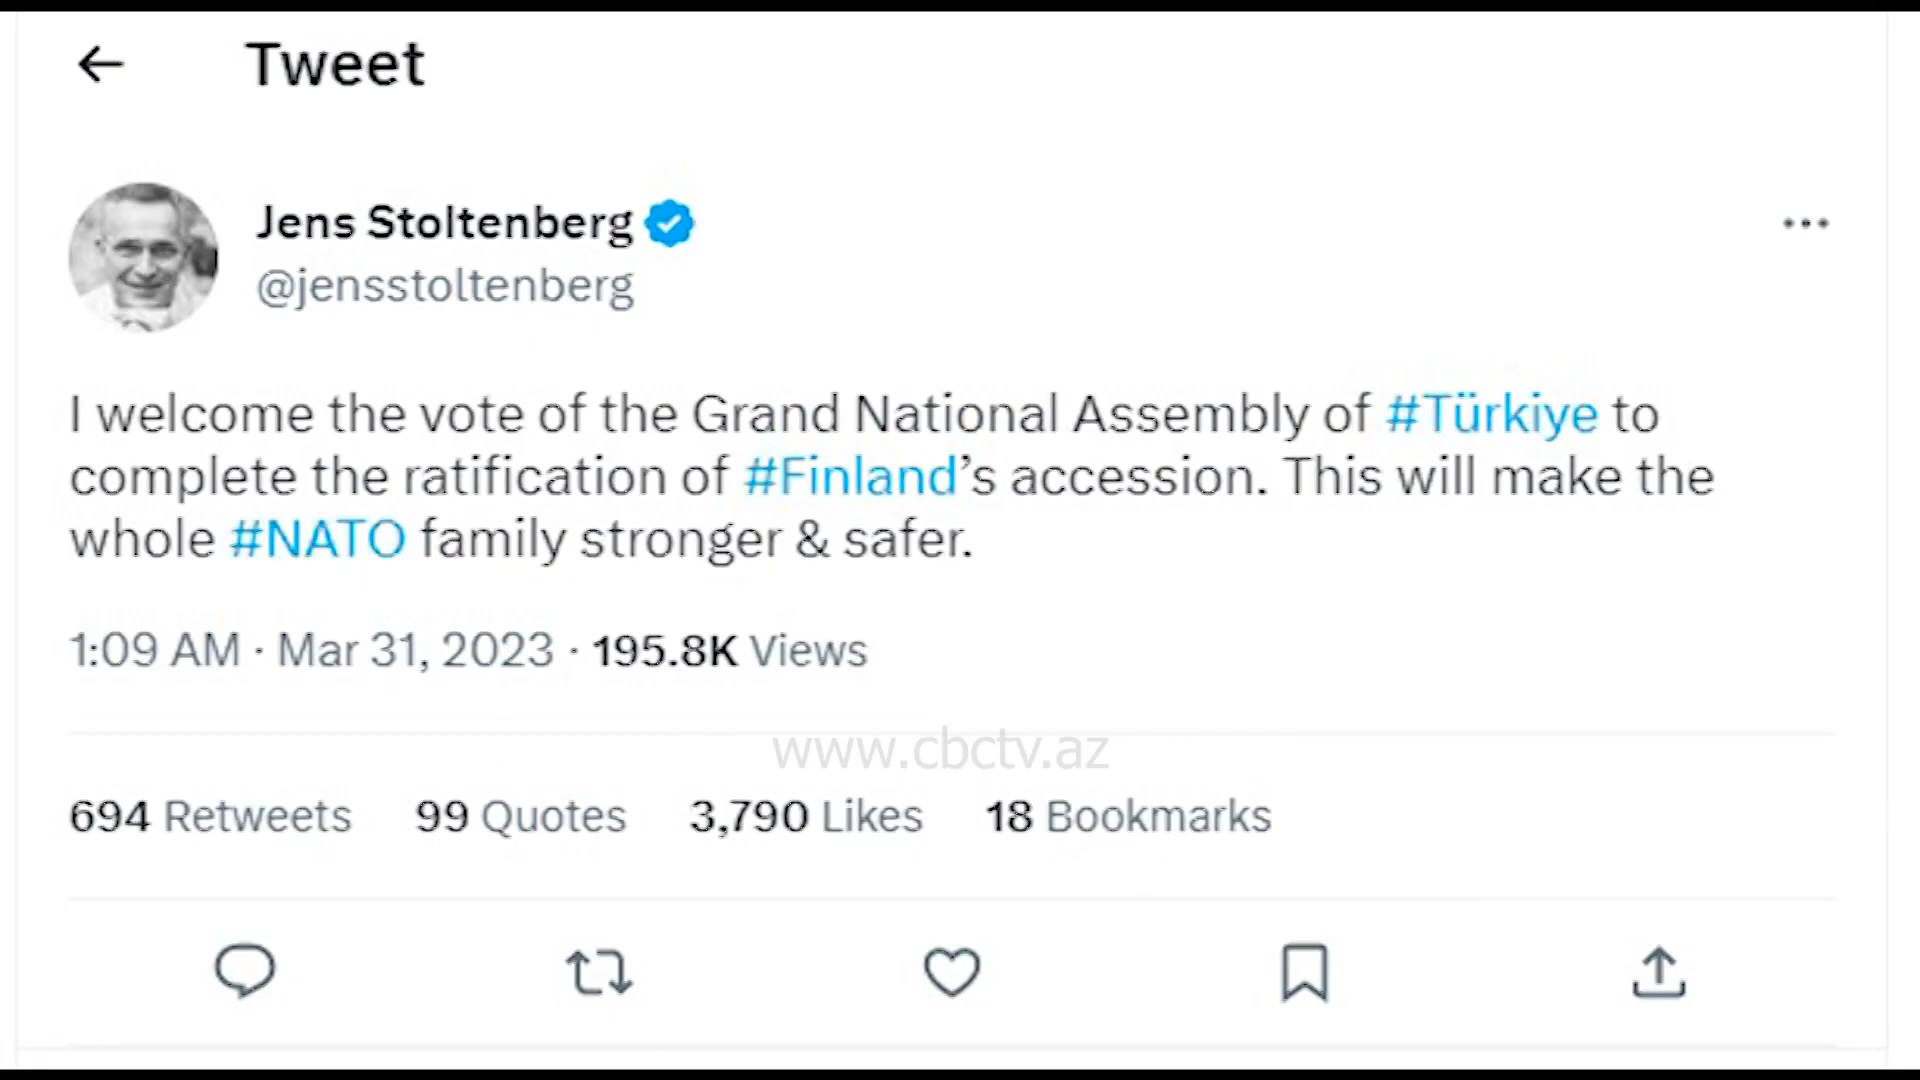 Tweet
Jens Stoltenberg
@jensstoltenberg
I welcome the vote of the Grand National Assembly of #Türkiye to
complete the ratification of #Finland’s accession. This will make the
whole #NATO family stronger & safer.
1:09 AM · Mar 31, 2023 · 195.8K Views
www.cbctv.az
694 Retweets 99 Quotes 3,790 Likes 18 Bookmarks